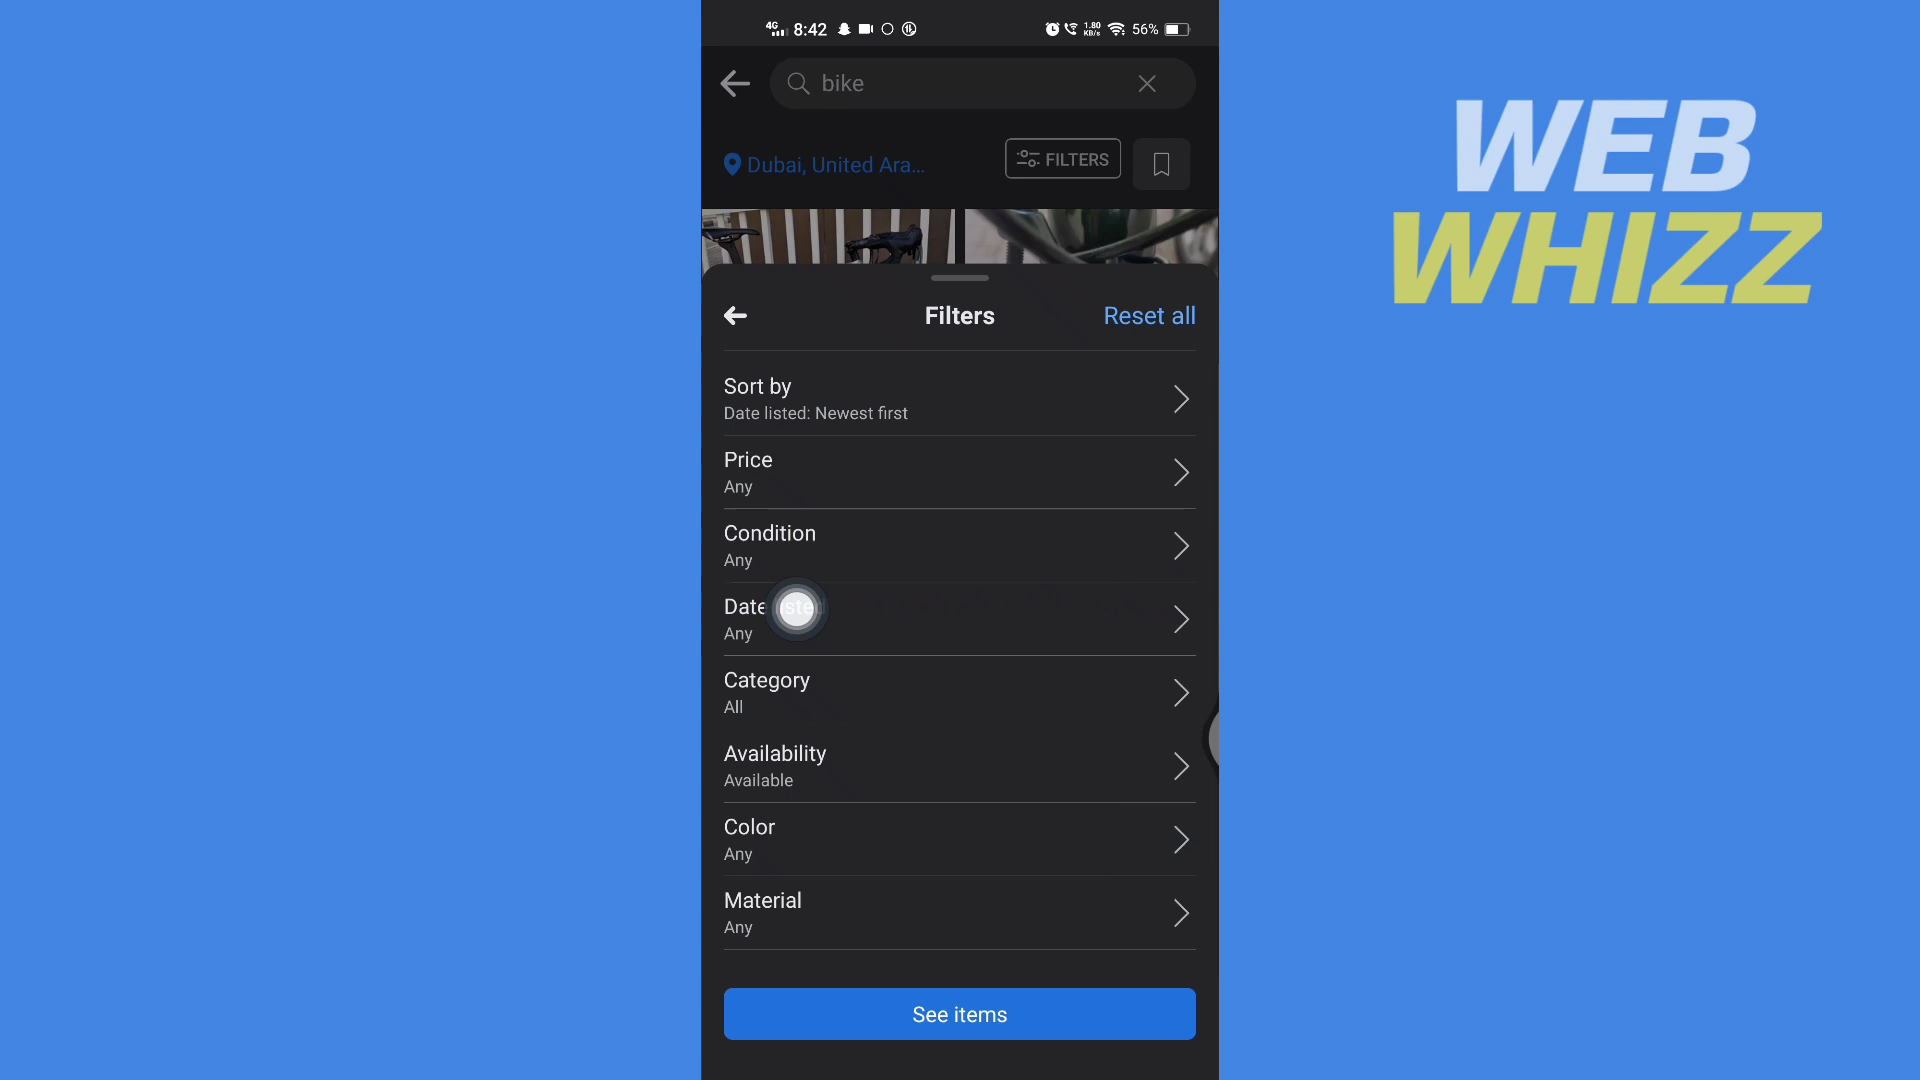 4G 8:42 1.80 KB/s 56%
bike
Dubai, United Ara... FILTERS
WEB
WHIZZ
Filters Reset all
Sort by
Date listed: Newest first
Price
Any
Condition
Any
Date listed
Any
Category
All
Availability
Available
Color
Any
Material
Any
See items